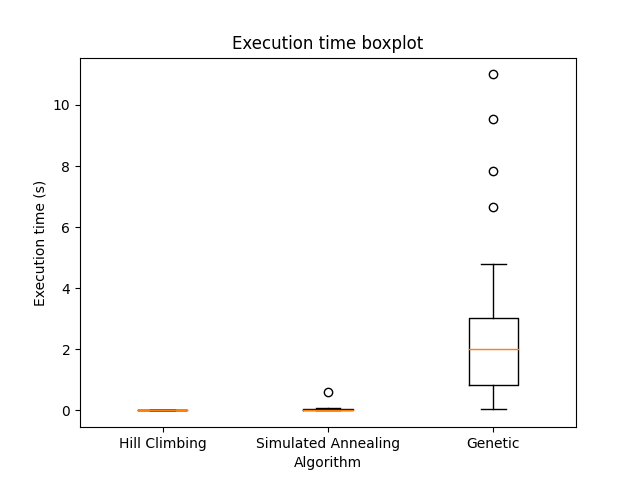 Execution time boxplot
Execution time (s)
10
8
6
4
2
0
Hill Climbing
Simulated Annealing
Genetic
Algorithm